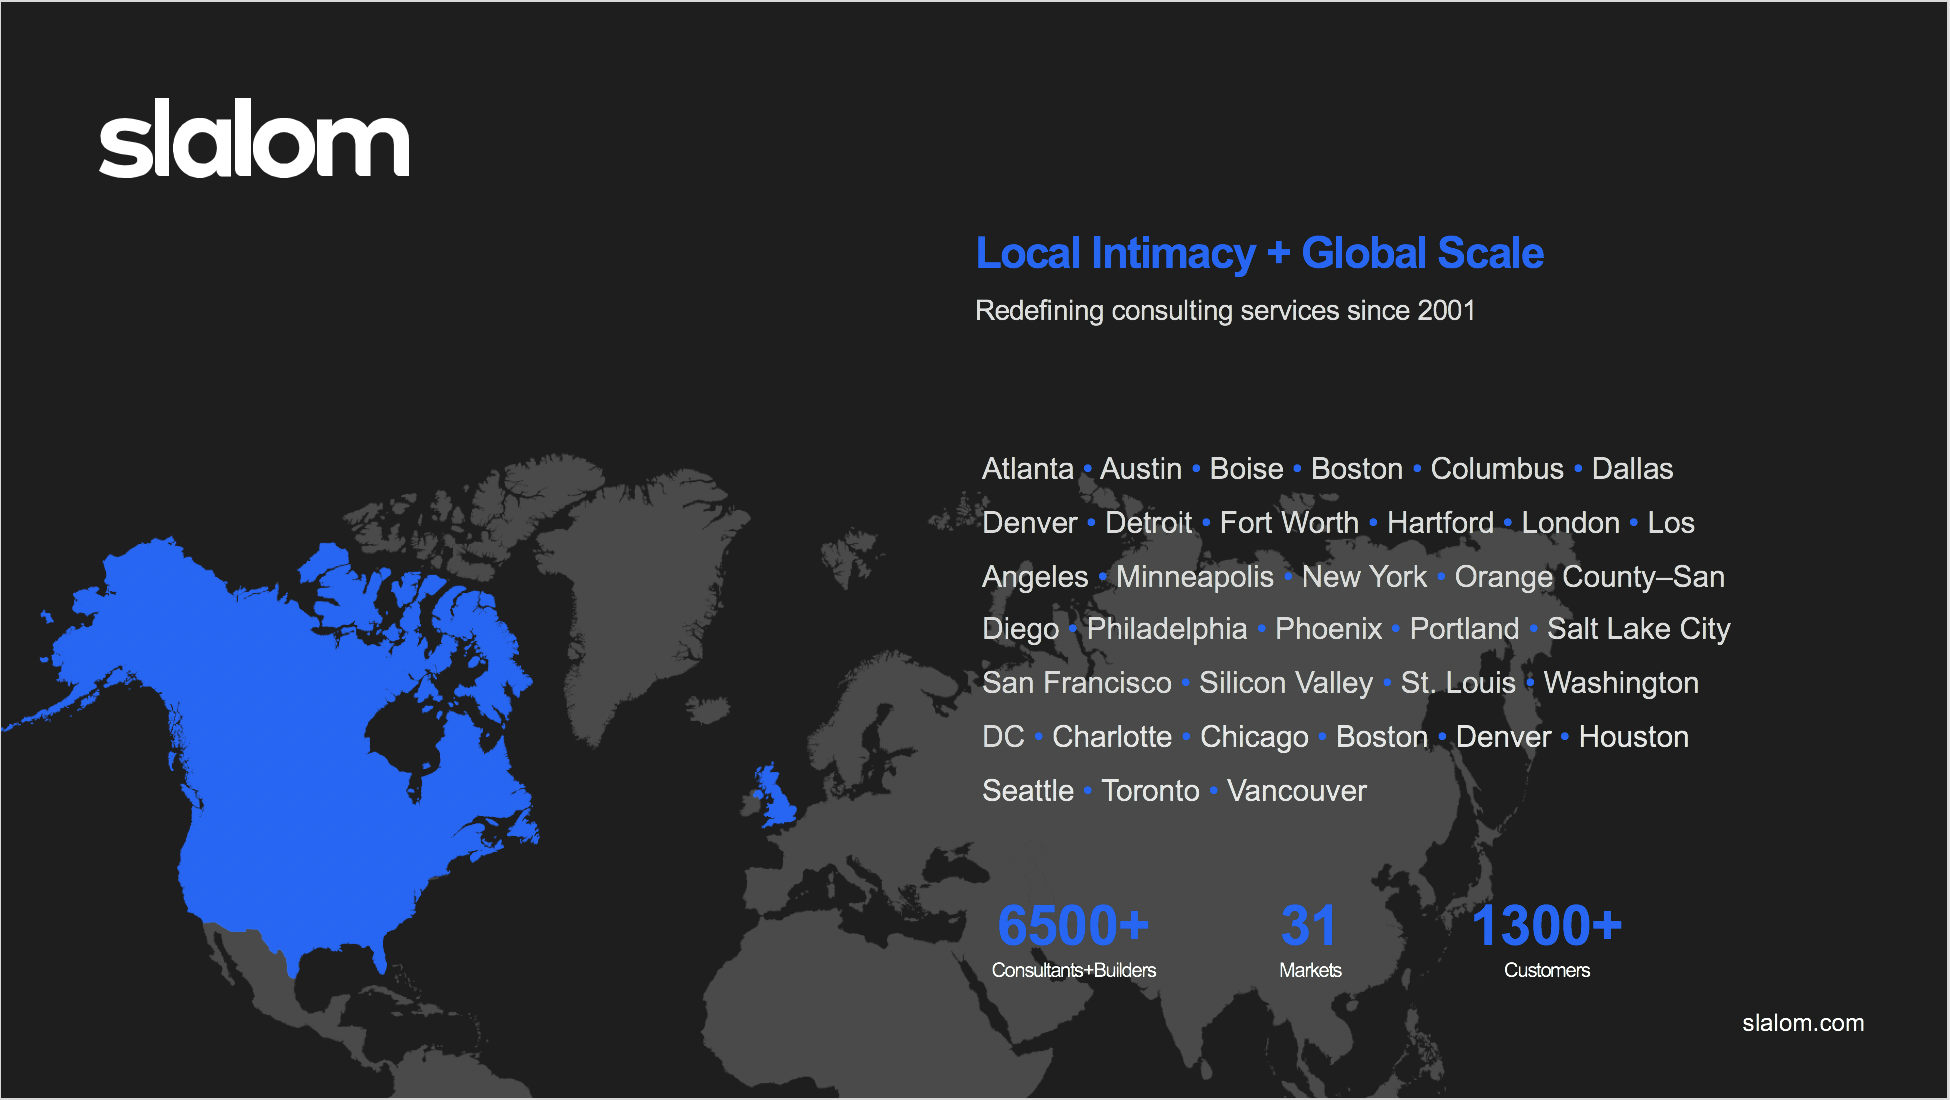 slalom
Local Intimacy + Global Scale
Redefining consulting services since 2001
Atlanta • Austin • Boise • Boston • Columbus • Dallas
Denver • Detroit • Fort Worth • Hartford • London • Los
Angeles • Minneapolis • New York • Orange County–San
Diego • Philadelphia • Phoenix • Portland • Salt Lake City
San Francisco • Silicon Valley • St. Louis • Washington
DC • Charlotte • Chicago • Boston • Denver • Houston
Seattle • Toronto • Vancouver
6500+ 31 1300+
Consultants+Builders Markets Customers
slalom.com